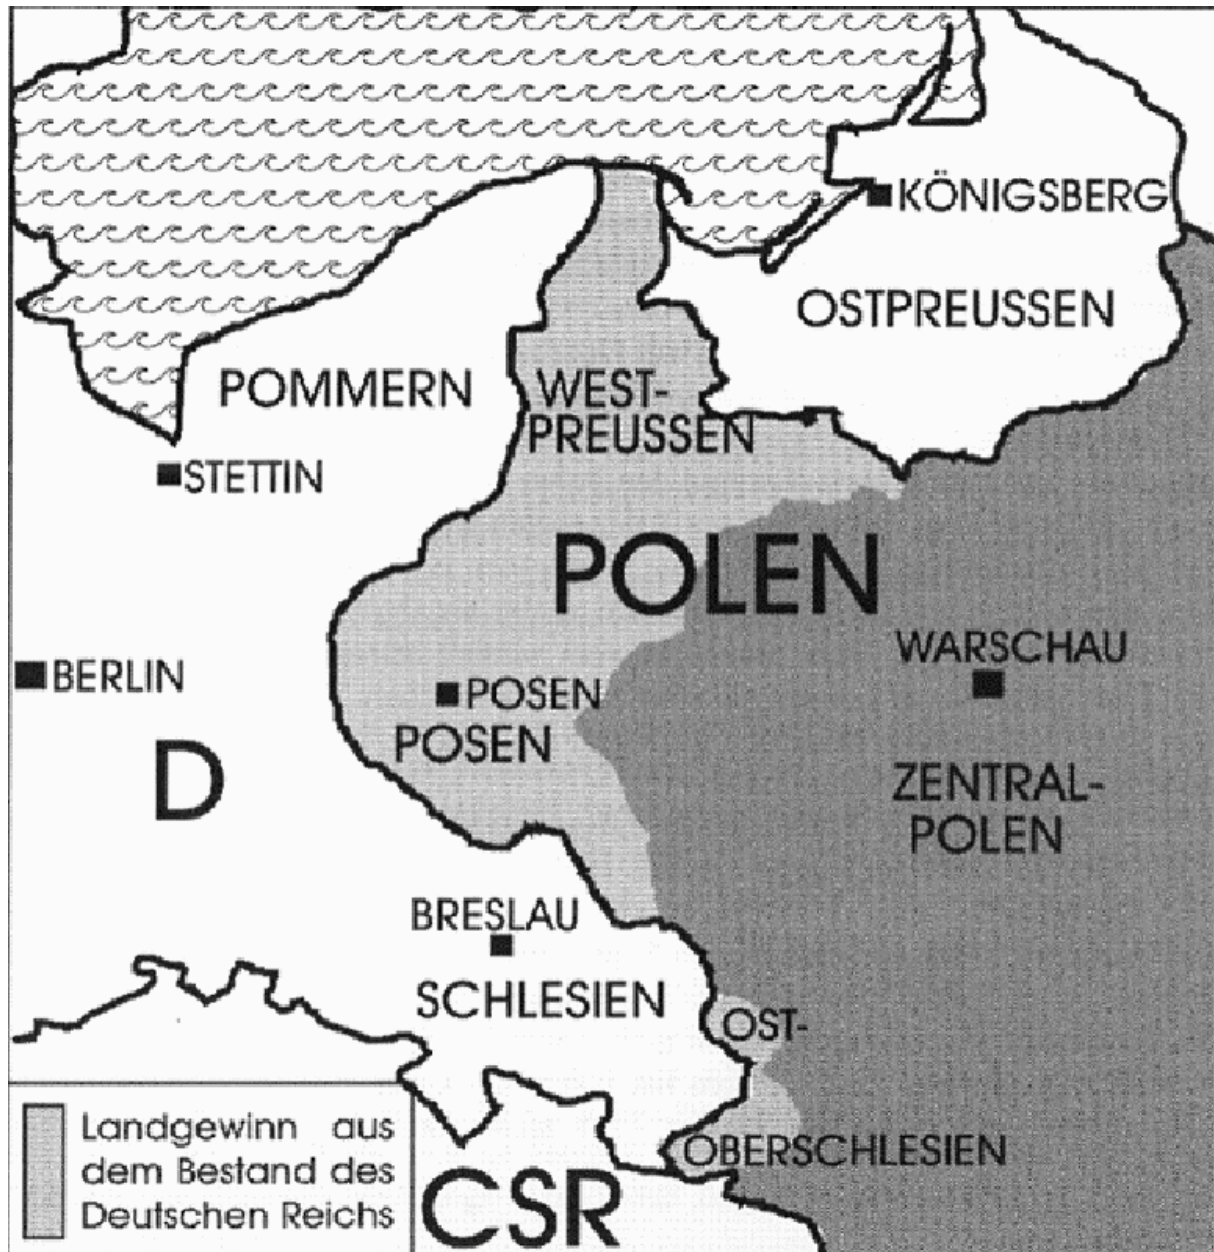 KÖNIGSBERG
OSTPREUSSEN
POMMERN
WEST-
PREUSSEN
STETTIN
POLEN
WARSCHAU
BERLIN
POSEN
POSEN
D
ZENTRAL-
POLEN
BRESLAU
SCHLESIEN
OST-
OBERSCHLESIEN
Landgewinn aus
dem Bestand des
Deutschen Reichs
CSR